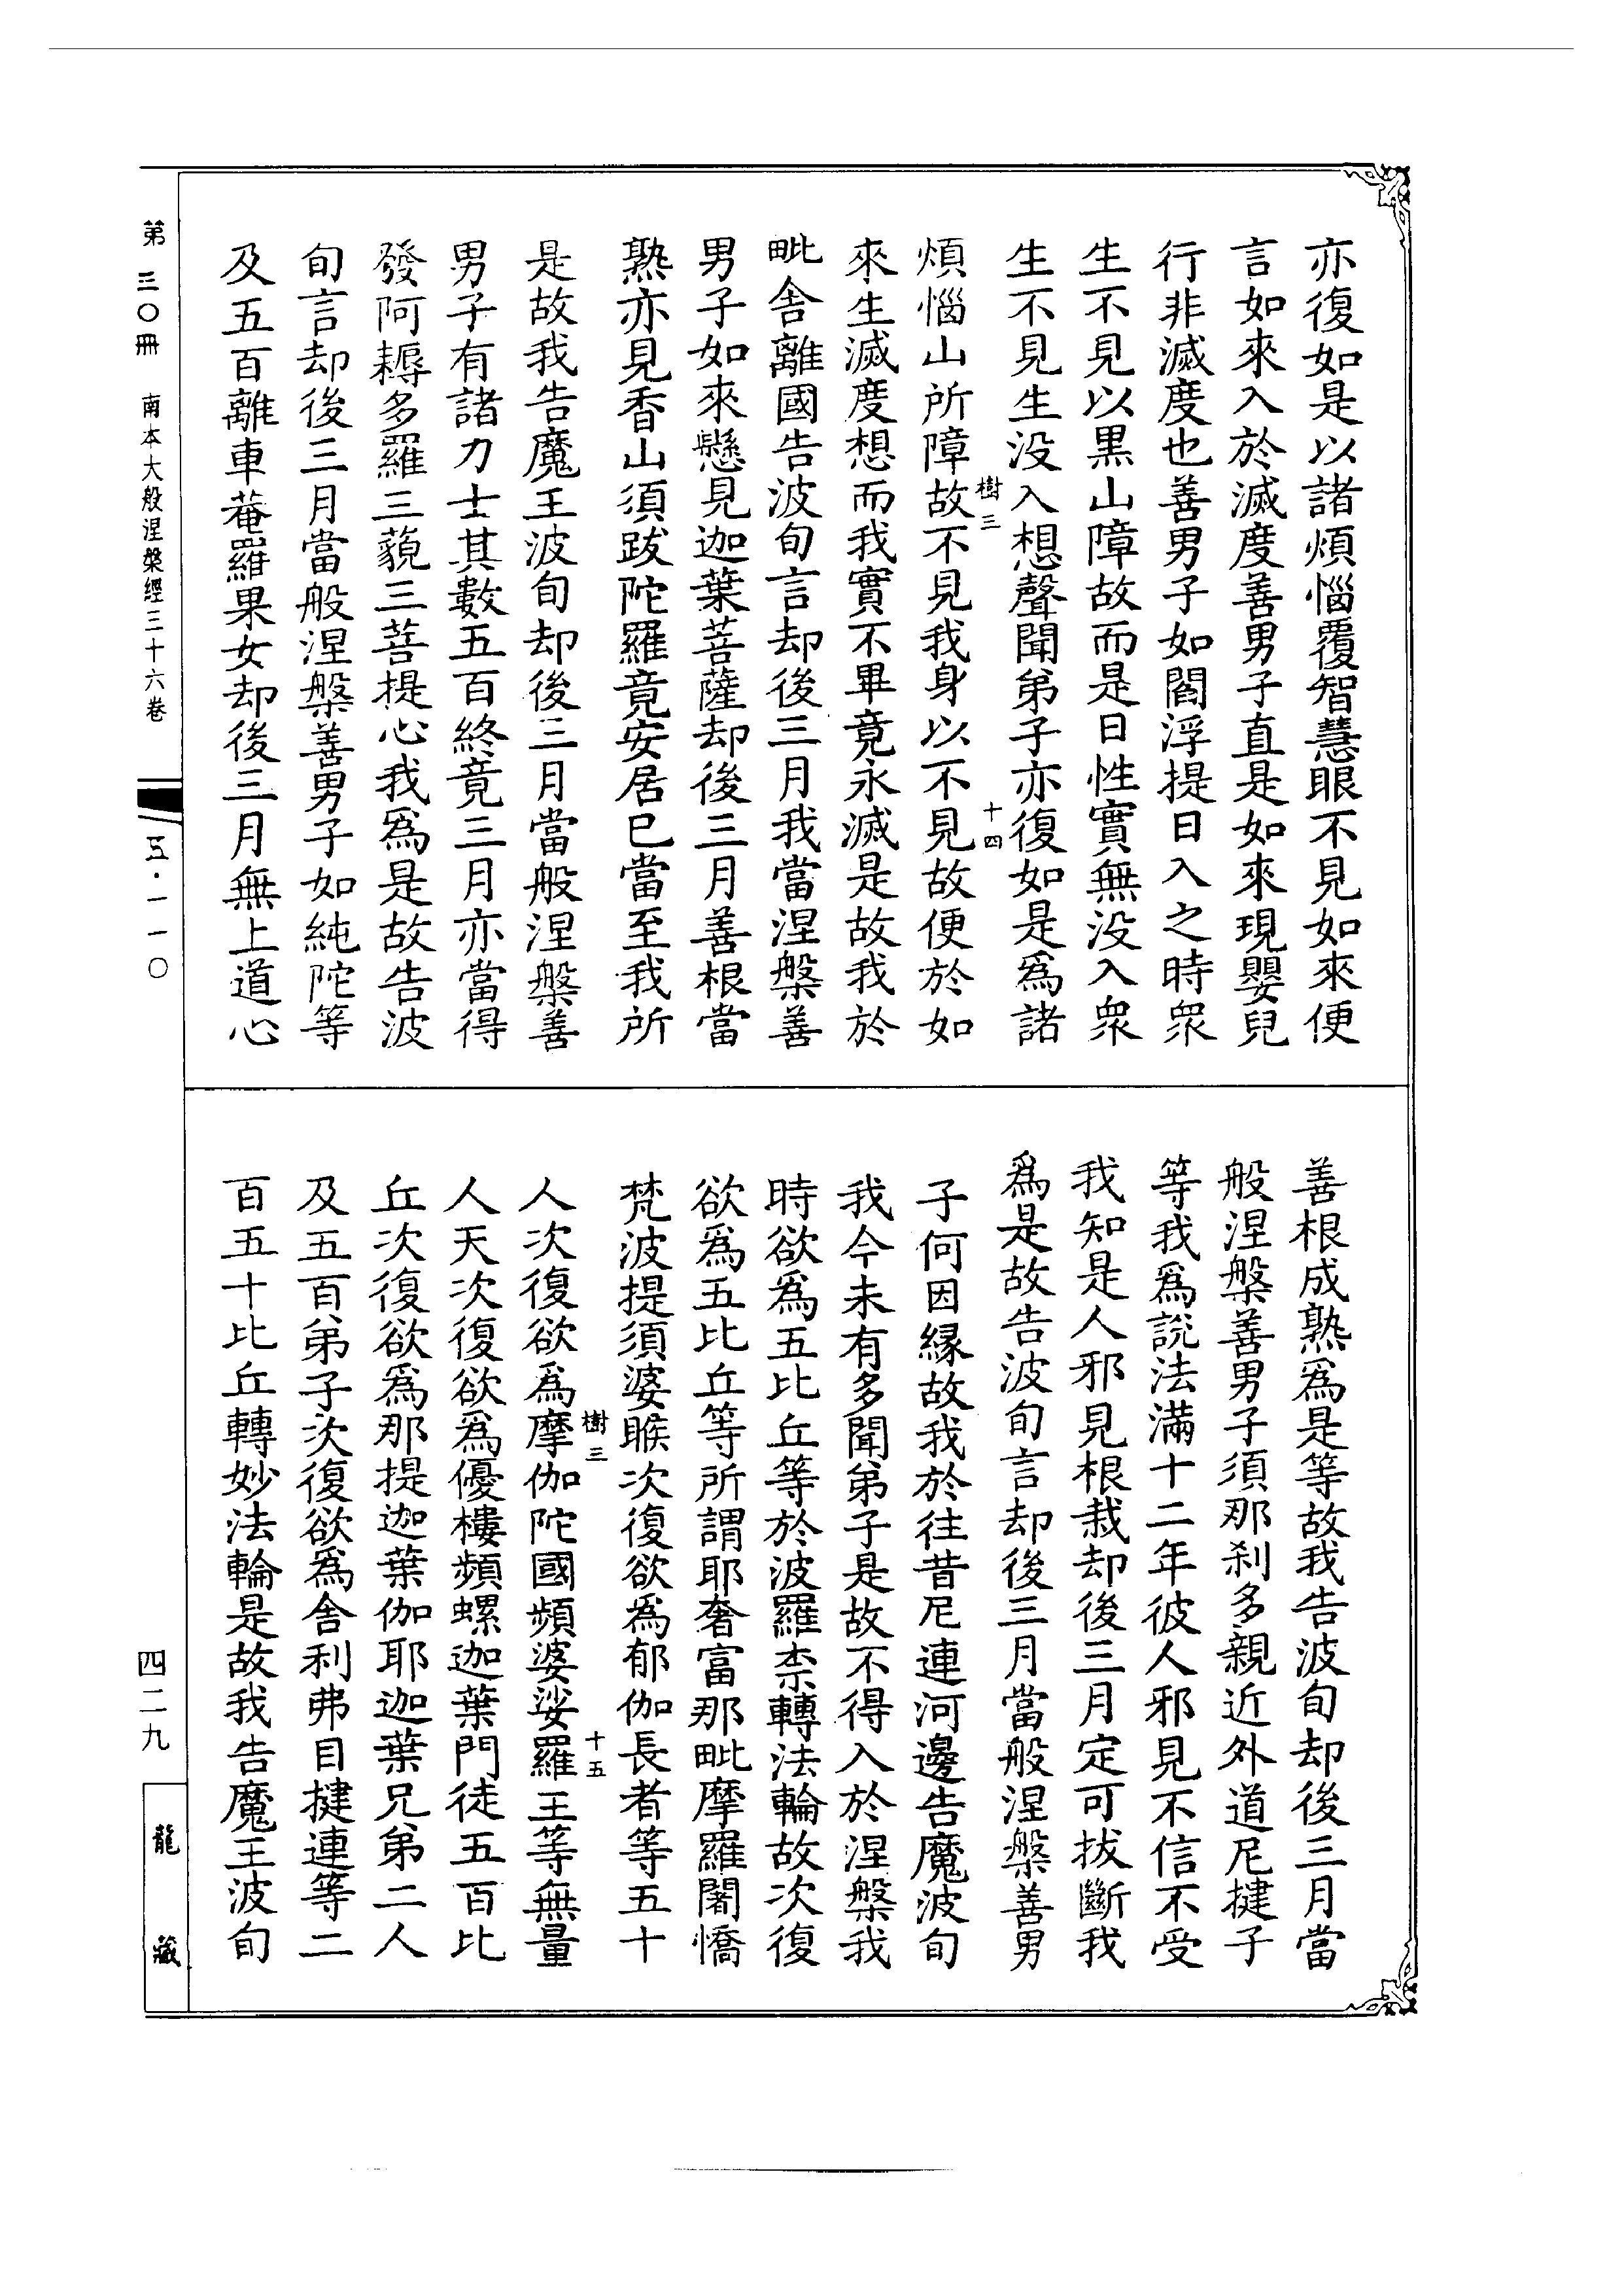 亦復如是以諸煩惱覆智慧眼不見如來便
言如來入於滅度善男子直是如來現嬰兒
行非滅度也善男子如閻浮提日入之時眾
生不見以黑山障故而是日性實無没入眾
生不見生没入想聲聞弟子亦復如是爲諸
樹三 十四
煩惱山所障故不見我身以不見故便於如
來生滅度想而我實不畢竟永滅是故我於
毗舍離國告波旬言却後三月我當涅槃善
男子如來懸見迦葉菩薩却後三月善根當
熟亦見香山須跋陀羅竟安居已當至我所
是故我告魔王波旬却後三月當般涅槃善
男子有諸力士其數五百終竟三月亦當得
發阿耨多羅三藐三菩提心我爲是故告波
旬言却後三月當般涅槃善男子如純陀等
及五百離車菴羅果女却後三月無上道心
善根成熟爲是等故我告波旬却後三月當
般涅槃善男子須那刹多親近外道尼揵子
等我爲説法滿十二年彼人邪見不信不受
我知是人邪見根栽却後三月定可拔斷我
爲是故告波旬言却後三月當般涅槃善男
子何因縁故我於往昔尼連河邊告魔波旬
我今未有多聞弟子是故不得入於涅槃我
時欲爲五比丘等於波羅柰轉法輪故次復
欲爲五比丘等所謂耶奢富那毗摩羅闍憍
梵波提須婆睺次復欲爲郁伽長者等五十
樹三 十五
人次復欲爲摩伽陀國頻婆娑羅王等無量
人天次復欲爲優樓頻螺迦葉門徒五百比
丘次復欲爲那提迦葉伽耶迦葉兄弟二人
及五百弟子次復欲爲舍利弗目揵連等二
百五十比丘轉妙法輪是故我告魔王波旬
第三〇冊 南本大般涅槃經三十六卷
五·一一〇
四二九
龍藏